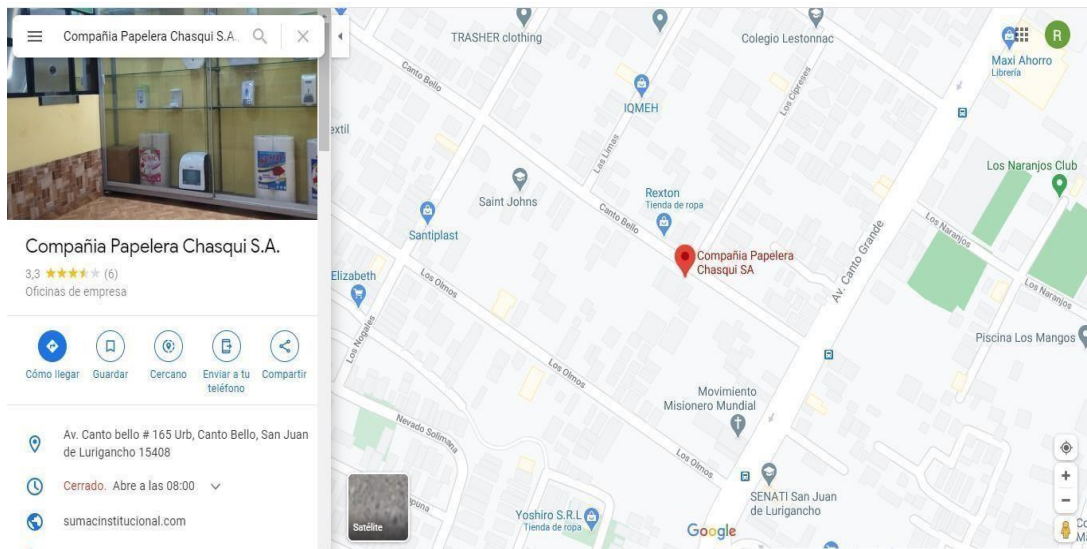 Compañia Papelera Chasqui S.A.
Compañia Papelera Chasqui S.A.
3,3
(6)
Oficinas de empresa
Cómo llegar
Guardar
Cercano
Enviar a tu
teléfono
Compartir
Av. Canto bello # 165 Urb, Canto Bello, San Juan
de Lurigancho 15408
Cerrado. Abre a las 08:00
sumacinstitucional.com
TRASHER clothing
Colegio Lestonnac
R
Maxi Ahorro
Librería
Canto Bello
IQMEH
Los Cipreses
extil
Las Limas
Los Naranjos Club
Saint Johns
Rexton
Tienda de ropa
Canto Bello
Santiplast
Los Naranjos
Compañía Papelera
Chasqui SA
Av. Canto Grande
Elizabeth
Los Olmos
Los Naranjos
Los Nogales
Piscina Los Mangos
Los Olmos
Movimiento
Misionero Mundial
Nevado Solimana
Los Olmos
SENATI San Juan
de Lurigancho
Satélite
Yoshiro S.R.L
Tienda de ropa
Google